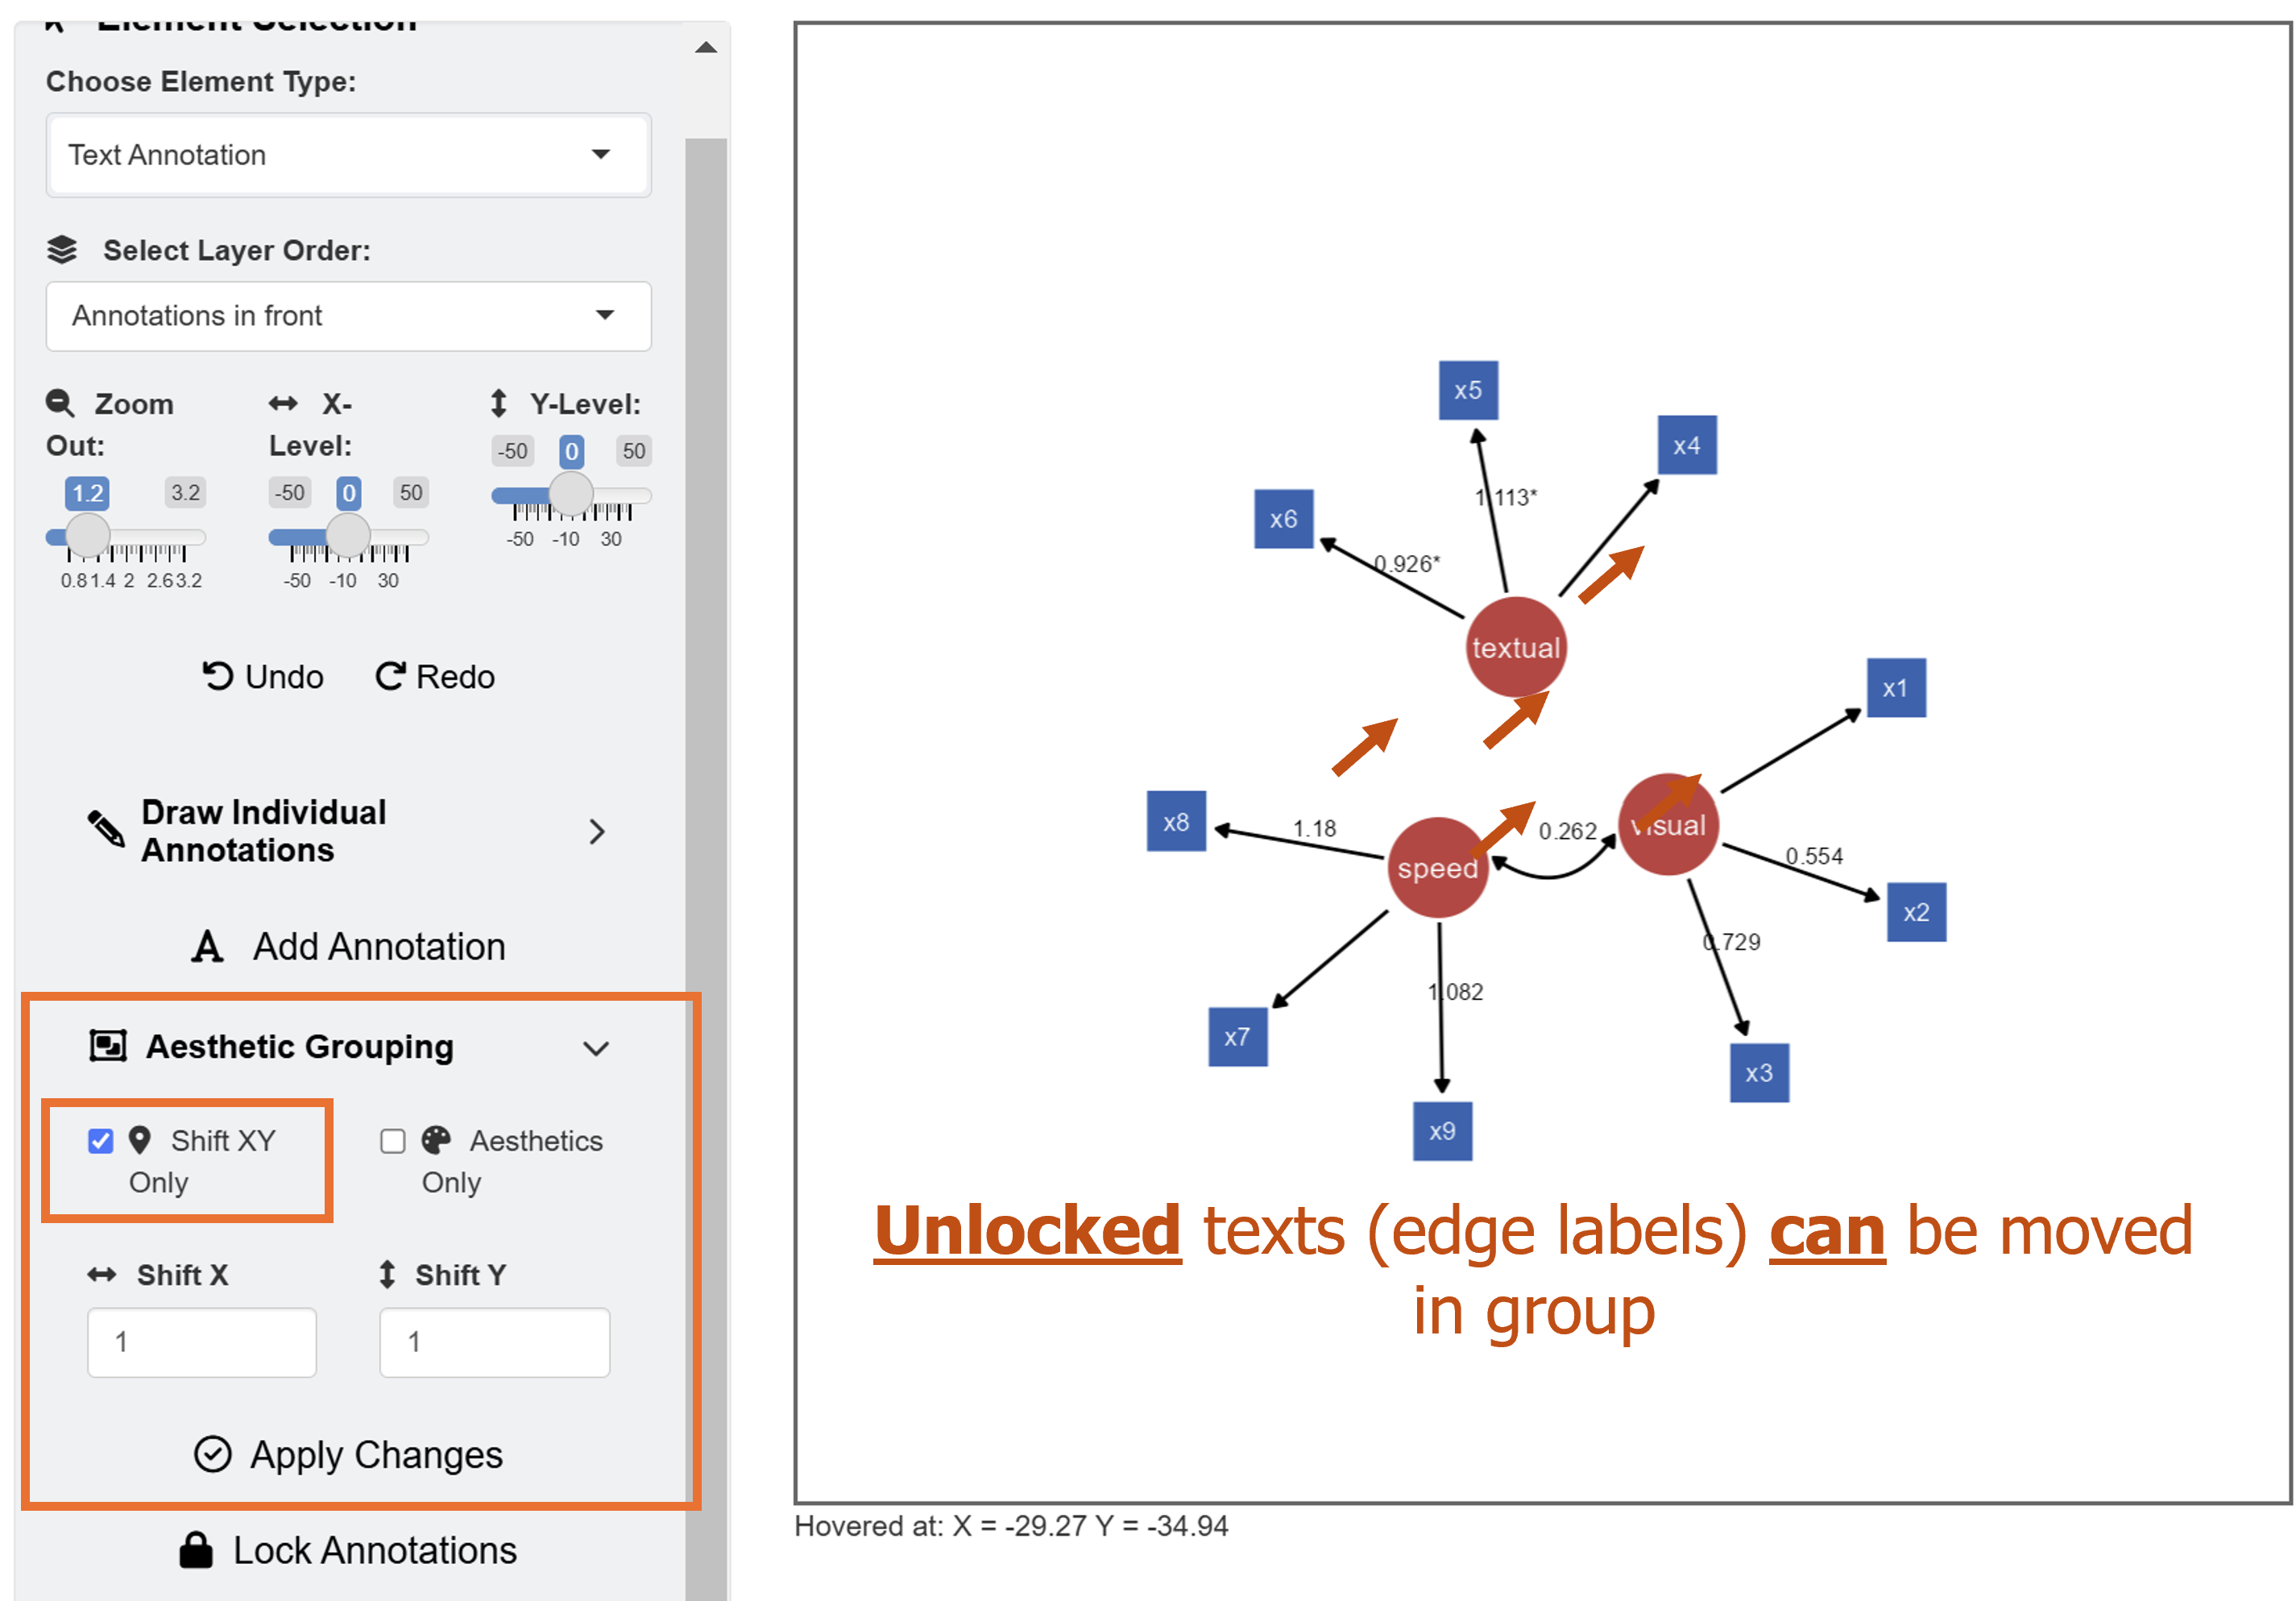 Element Selection
Choose Element Type:
Text Annotation
Select Layer Order:
Annotations in front
Zoom
Out:
1.2
3.2
0.8 1.4 2 2.6 3.2
X-
Level:
-50
0
50
-50 -10 30
Y-Level:
-50
0
50
-50 -10 30
Undo
Redo
Draw Individual
Annotations
Add Annotation
Aesthetic Grouping
Shift XY
Only
Aesthetics
Only
Shift X
Shift Y
1
1
Apply Changes
Lock Annotations
x5
x4
1.113*
x6
0.926*
textual
x1
x8
1.18
0.262
visual
speed
0.554
x2
0.729
1.082
x7
x3
x9
Unlocked texts (edge labels) can be moved
in group
Hovered at: X = -29.27 Y = -34.94